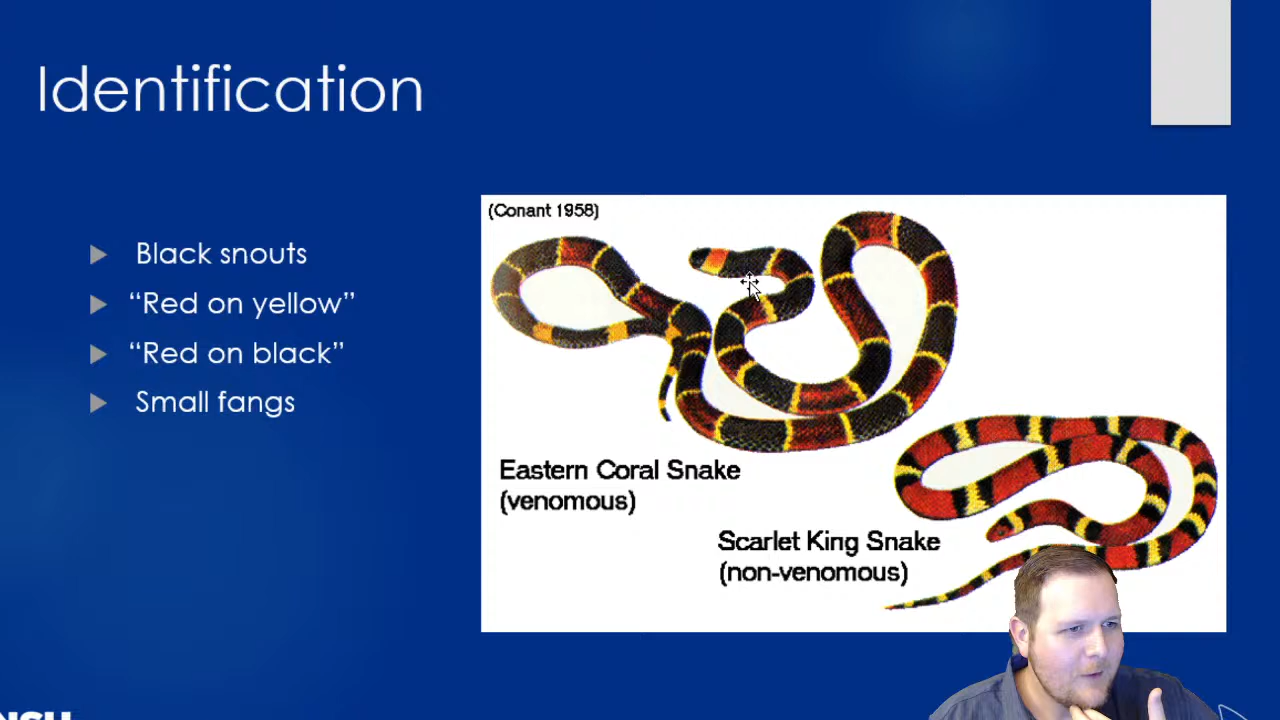 Identification
Black snouts
“Red on yellow”
“Red on black”
Small fangs
(Conant 1958)
Eastern Coral Snake
(venomous)
Scarlet King Snake
(non-venomous)